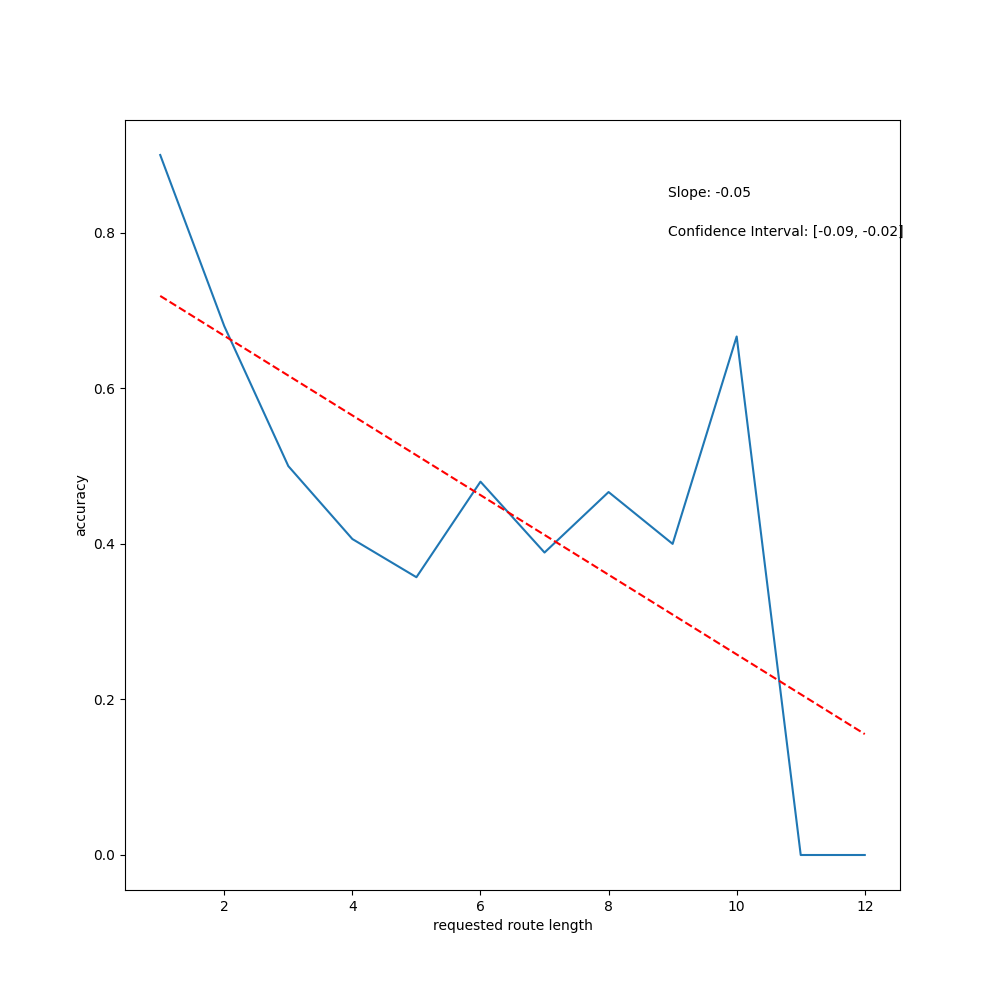 Slope: -0.05
Confidence Interval: [-0.09, -0.02]
0.8
0.6
0.4
0.2
0.0
accuracy
2 4 6 8 10 12
requested route length